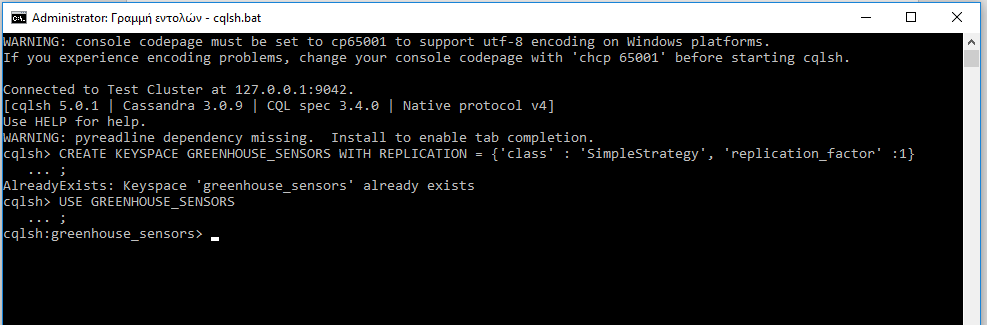 Administrator: Γραμμή εντολών - cqlsh.bat
WARNING: console codepage must be set to cp65001 to support utf-8 encoding on Windows platforms.
If you experience encoding problems, change your console codepage with 'chcp 65001' before starting cqlsh.
Connected to Test Cluster at 127.0.0.1:9042.
[cqlsh 5.0.1 | Cassandra 3.0.9 | CQL spec 3.4.0 | Native protocol v4]
Use HELP for help.
WARNING: pyreadline dependency missing.  Install to enable tab completion.
cqlsh> CREATE KEYSPACE GREENHOUSE_SENSORS WITH REPLICATION = {'class' : 'SimpleStrategy', 'replication_factor' :1}
   ... ;
AlreadyExists: Keyspace 'greenhouse_sensors' already exists
cqlsh> USE GREENHOUSE_SENSORS
   ... ;
cqlsh:greenhouse_sensors>